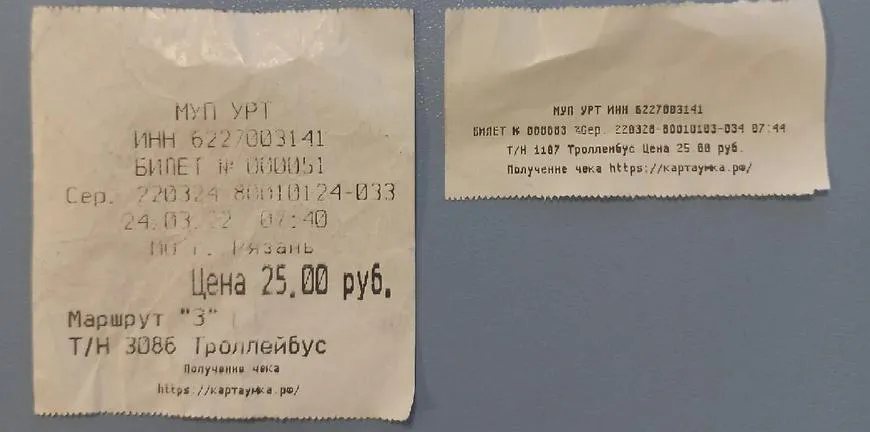 МУП УРТ
ИНН 6227003141
БИЛЕТ № 000051
Сер. 220324 80010124-033
24.03.22 07:40
МО г. Рязань
Цена 25.00 руб.
Маршрут "3"
Т/Н 3086 Троллейбус
Получение чека
https://картаумка.рф/
МУП УРТ ИНН 6227003141
БИЛЕТ № 000003 Сер. 220328 80010103-034 07:44
Т/Н 1107 Троллейбус Цена 25.00 руб.
Получение чека https://картаумка.рф/